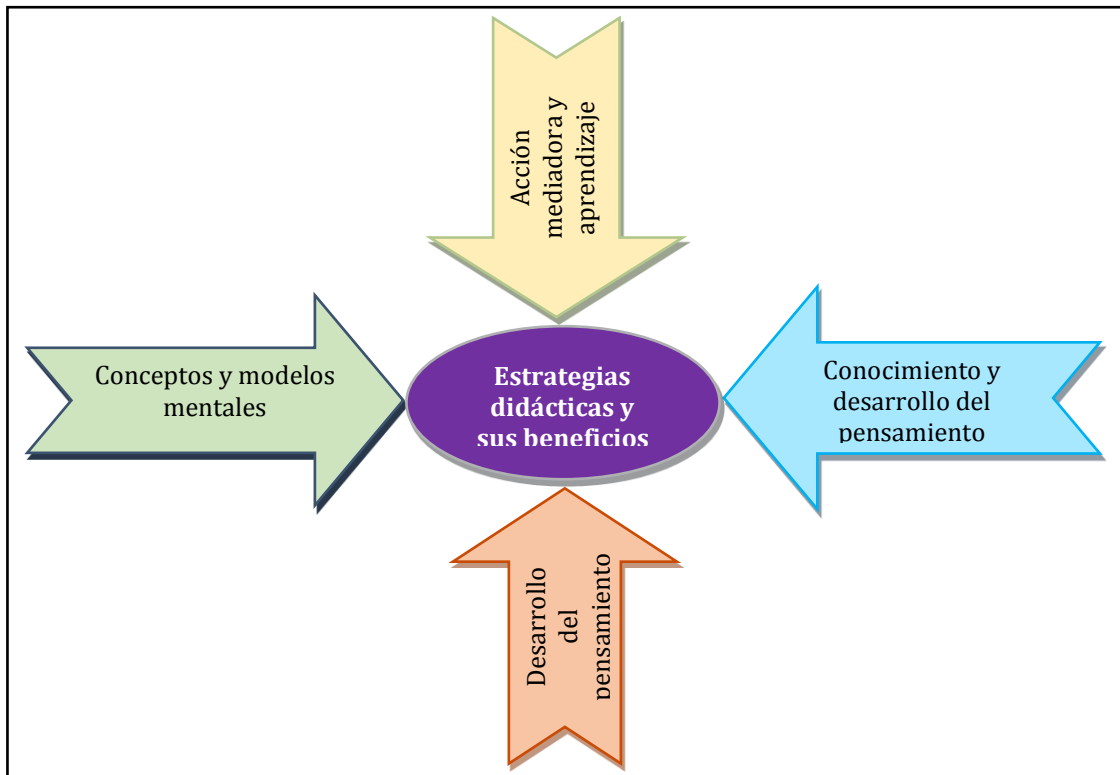 Acción
mediadora y
aprendizaje
Conceptos y modelos
mentales
Estrategias
didácticas y
sus beneficios
Conocimiento y
desarrollo del
pensamiento
Desarrollo
del
pensamiento